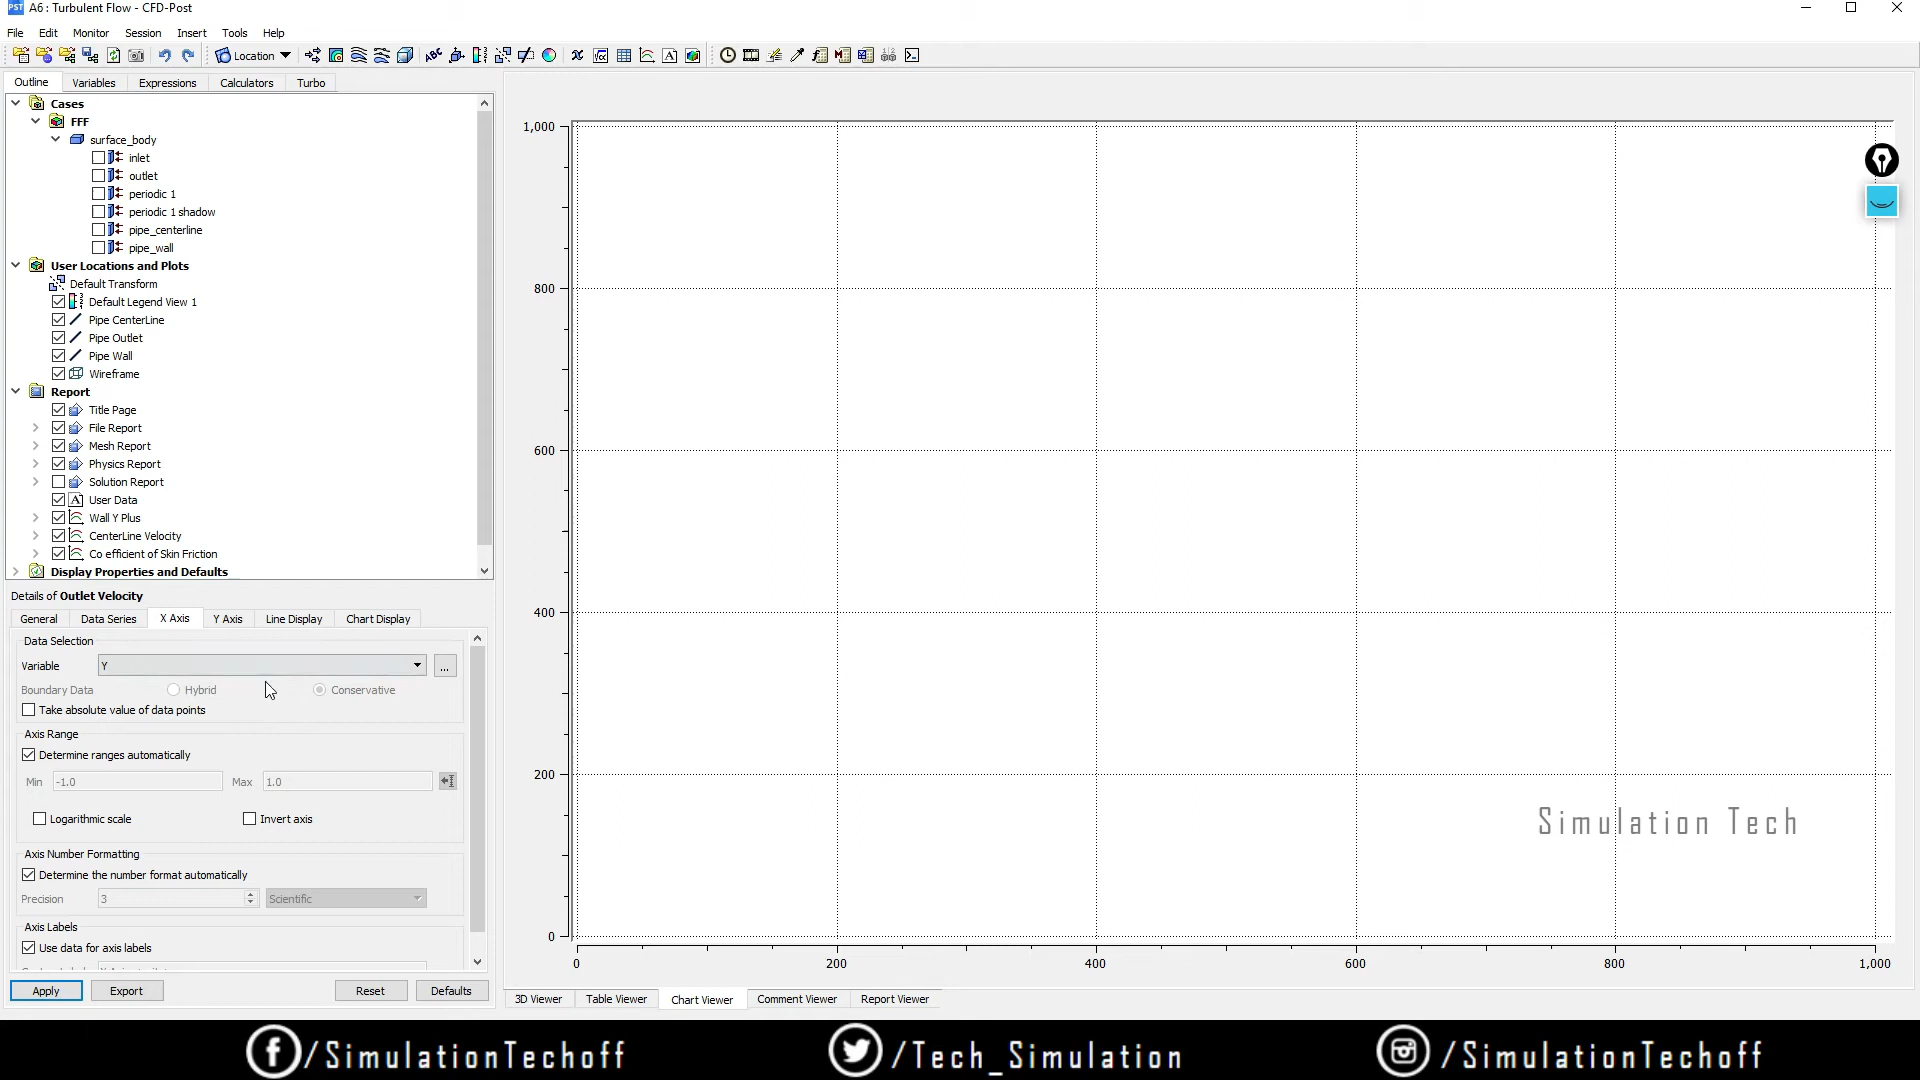 A6 : Turbulent Flow - CFD-Post
File Edit Monitor Session Insert Tools Help
Location
Outline Variables Expressions Calculators Turbo
Cases
FFF
surface_body
inlet
outlet
periodic 1
periodic 1 shadow
pipe_centerline
pipe_wall
User Locations and Plots
Default Transform
Default Legend View 1
Pipe CenterLine
Pipe Outlet
Pipe Wall
Wireframe
Report
Title Page
File Report
Mesh Report
Physics Report
Solution Report
User Data
Wall Y Plus
CenterLine Velocity
Co efficient of Skin Friction
Display Properties and Defaults
Details of Outlet Velocity
General Data Series X Axis Y Axis Line Display Chart Display
Data Selection
Variable Y ...
Boundary Data Hybrid Conservative
Take absolute value of data points
Axis Range
Determine ranges automatically
Min -1.0 Max 1.0
Logarithmic scale Invert axis
Axis Number Formatting
Determine the number format automatically
Precision 3 Scientific
Axis Labels
Use data for axis labels
Apply Export Reset Defaults
1,000
800
600
400
200
0
0 200 400 600 800 1,000
Simulation Tech
3D Viewer Table Viewer Chart Viewer Comment Viewer Report Viewer
/SimulationTechoff /Tech_Simulation /SimulationTechoff